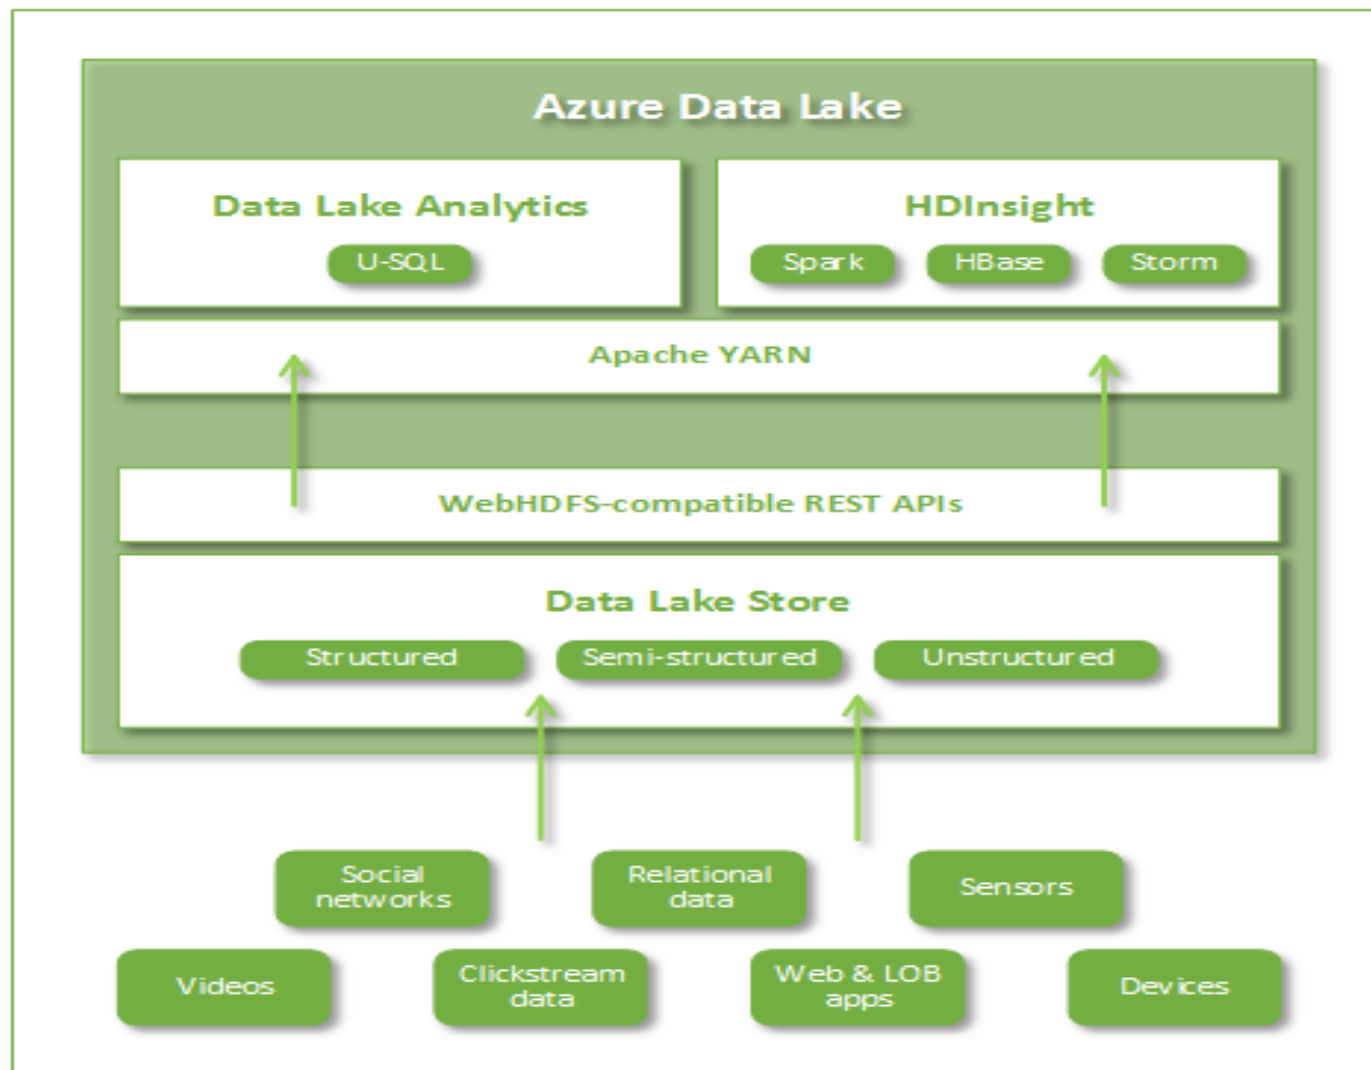 Azure Data Lake
Data Lake Analytics
U-SQL
HDInsight
Spark
HBase
Storm
Apache YARN
WebHDFS-compatible REST APIs
Data Lake Store
Structured
Semi-structured
Unstructured
Social
networks
Relational
data
Sensors
Videos
Clickstream
data
Web & LOB
apps
Devices